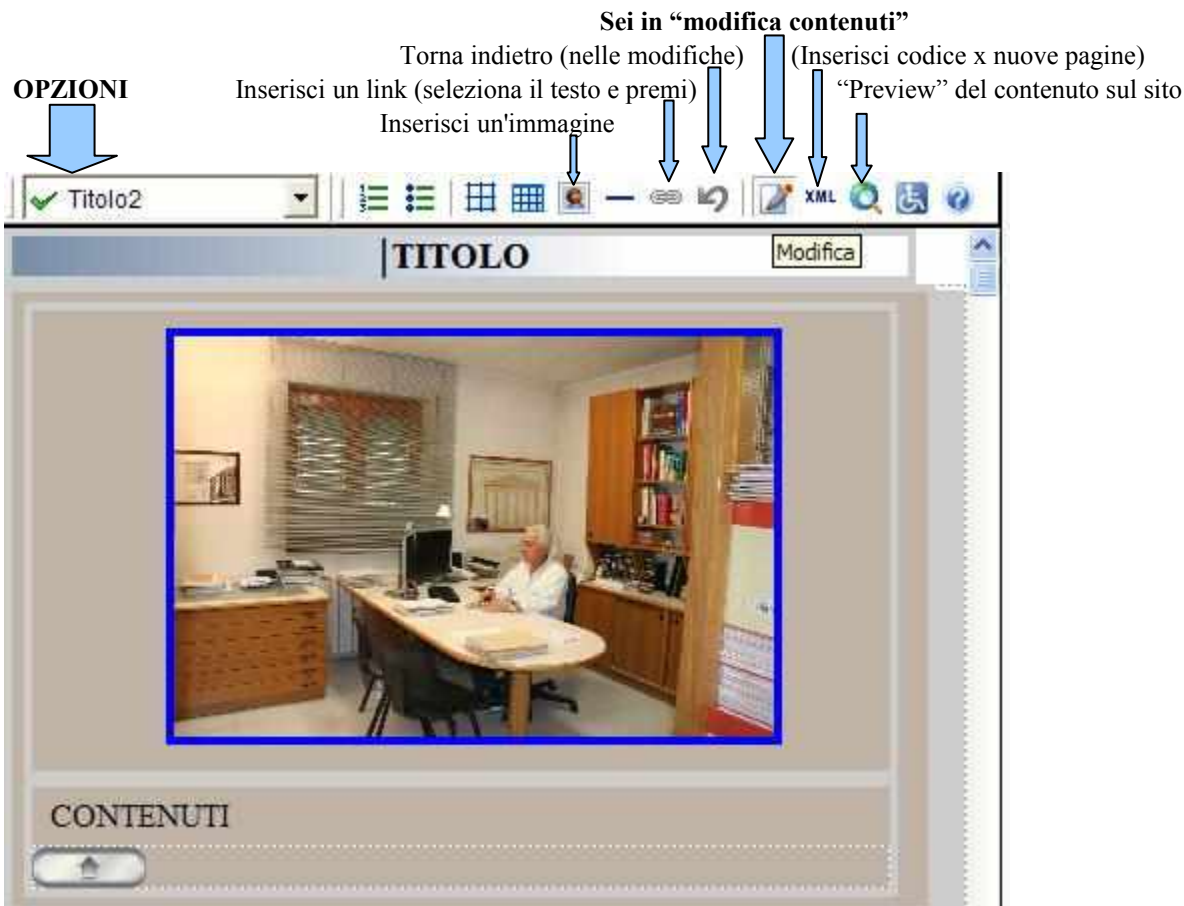 Sei in “modifica contenuti”
Torna indietro (nelle modifiche) (Inserisci codice x nuove pagine)
OPZIONI Inserisci un link (seleziona il testo e premi) “Preview” del contenuto sul sito
Inserisci un'immagine
Titolo2 XML
TITOLO Modifica
CONTENUTI